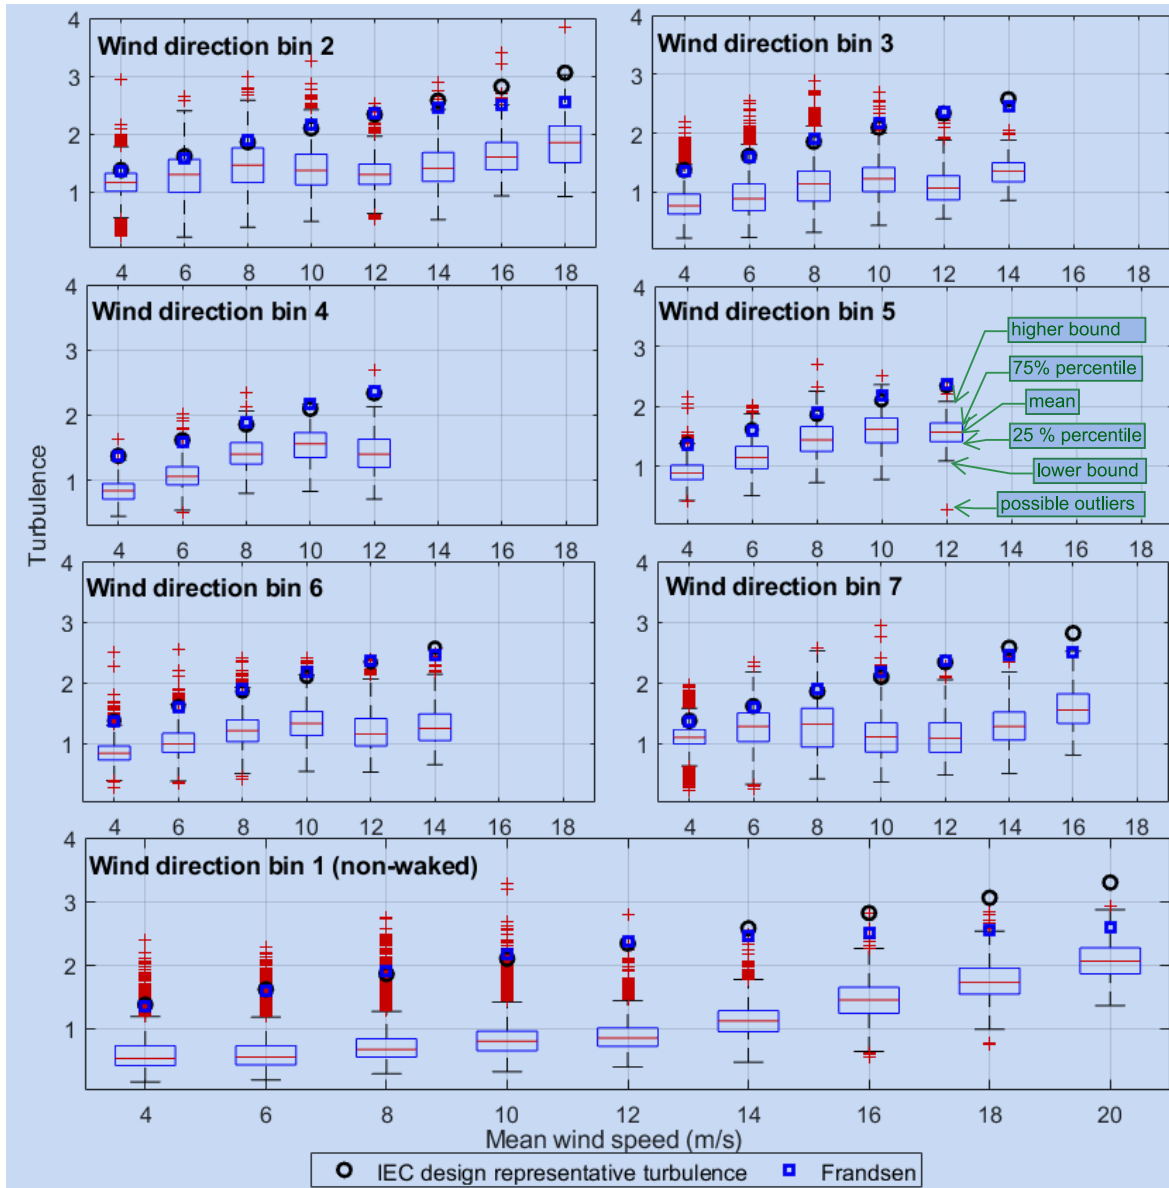 4
Wind direction bin 2
3
2
1
4 6 8 10 12 14 16 18
4
Wind direction bin 3
3
2
1
4 6 8 10 12 14 16 18
4
Wind direction bin 4
3
2
1
4 6 8 10 12 14 16 18
4
Wind direction bin 5
3
2
1
higher bound
75% percentile
mean
25 % percentile
lower bound
possible outliers
4 6 8 10 12 14 16 18
Turbulence
4
Wind direction bin 6
3
2
1
4 6 8 10 12 14 16 18
4
Wind direction bin 7
3
2
1
4 6 8 10 12 14 16 18
4
Wind direction bin 1 (non-waked)
3
2
1
4 6 8 10 12 14 16 18 20
Mean wind speed (m/s)
IEC design representative turbulence Frandsen